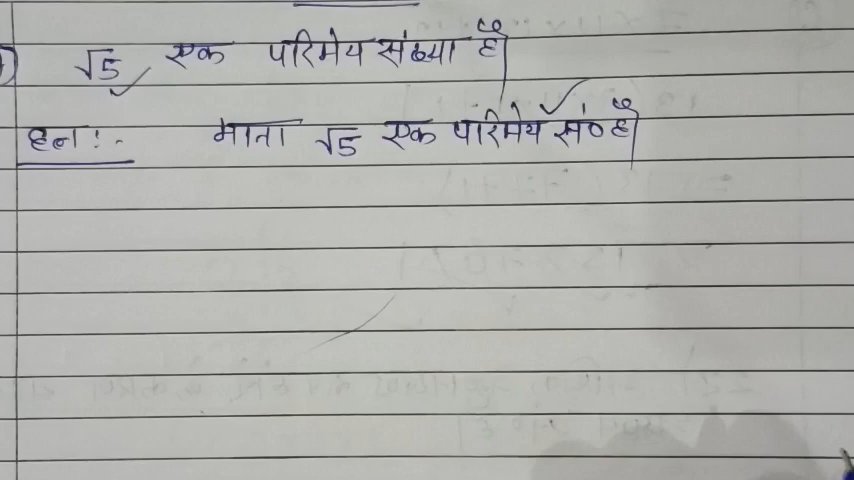 √5 एक परिमेय संख्या है|
हल :- माना √5 एक परिमेय सं० है|